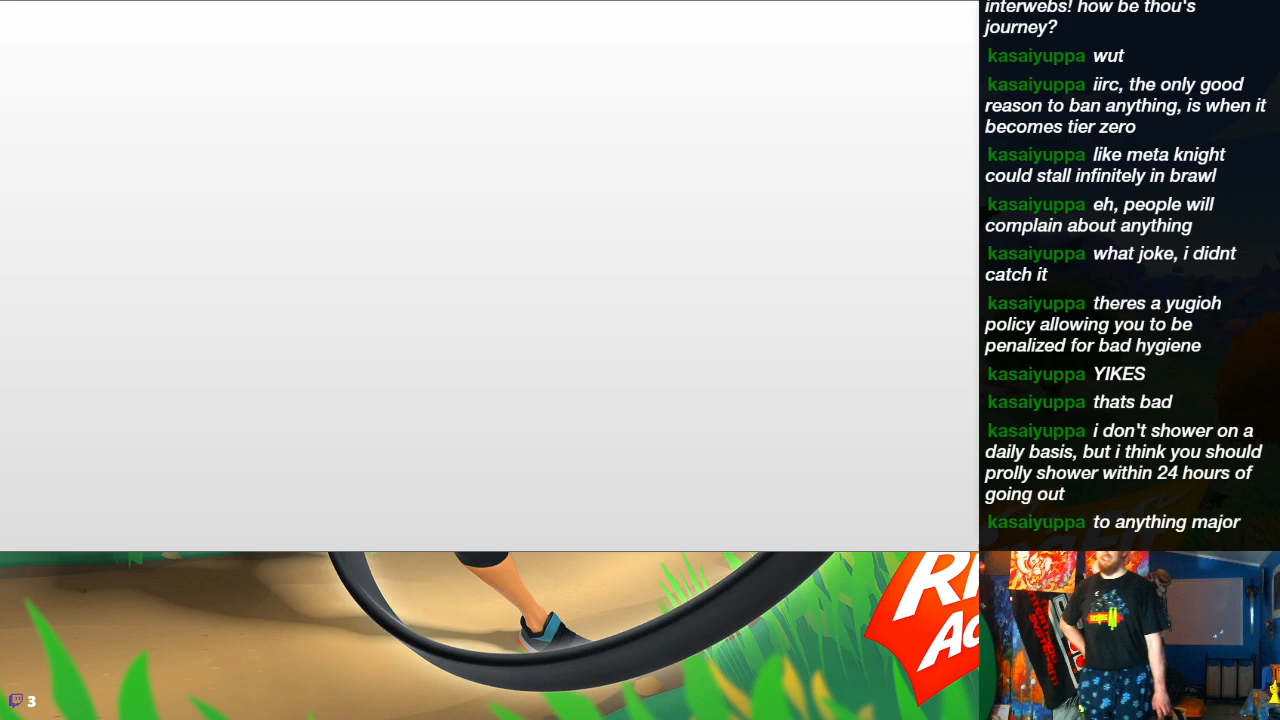 interwebs! how be thou's
journey?
kasaiyuppa wut
kasaiyuppa iirc, the only good
reason to ban anything, is when it
becomes tier zero
kasaiyuppa like meta knight
could stall infinitely in brawl
kasaiyuppa eh, people will
complain about anything
kasaiyuppa what joke, i didnt
catch it
kasaiyuppa theres a yugioh
policy allowing you to be
penalized for bad hygiene
kasaiyuppa YIKES
kasaiyuppa thats bad
kasaiyuppa i don't shower on a
daily basis, but i think you should
prolly shower within 24 hours of
going out
kasaiyuppa to anything major
3